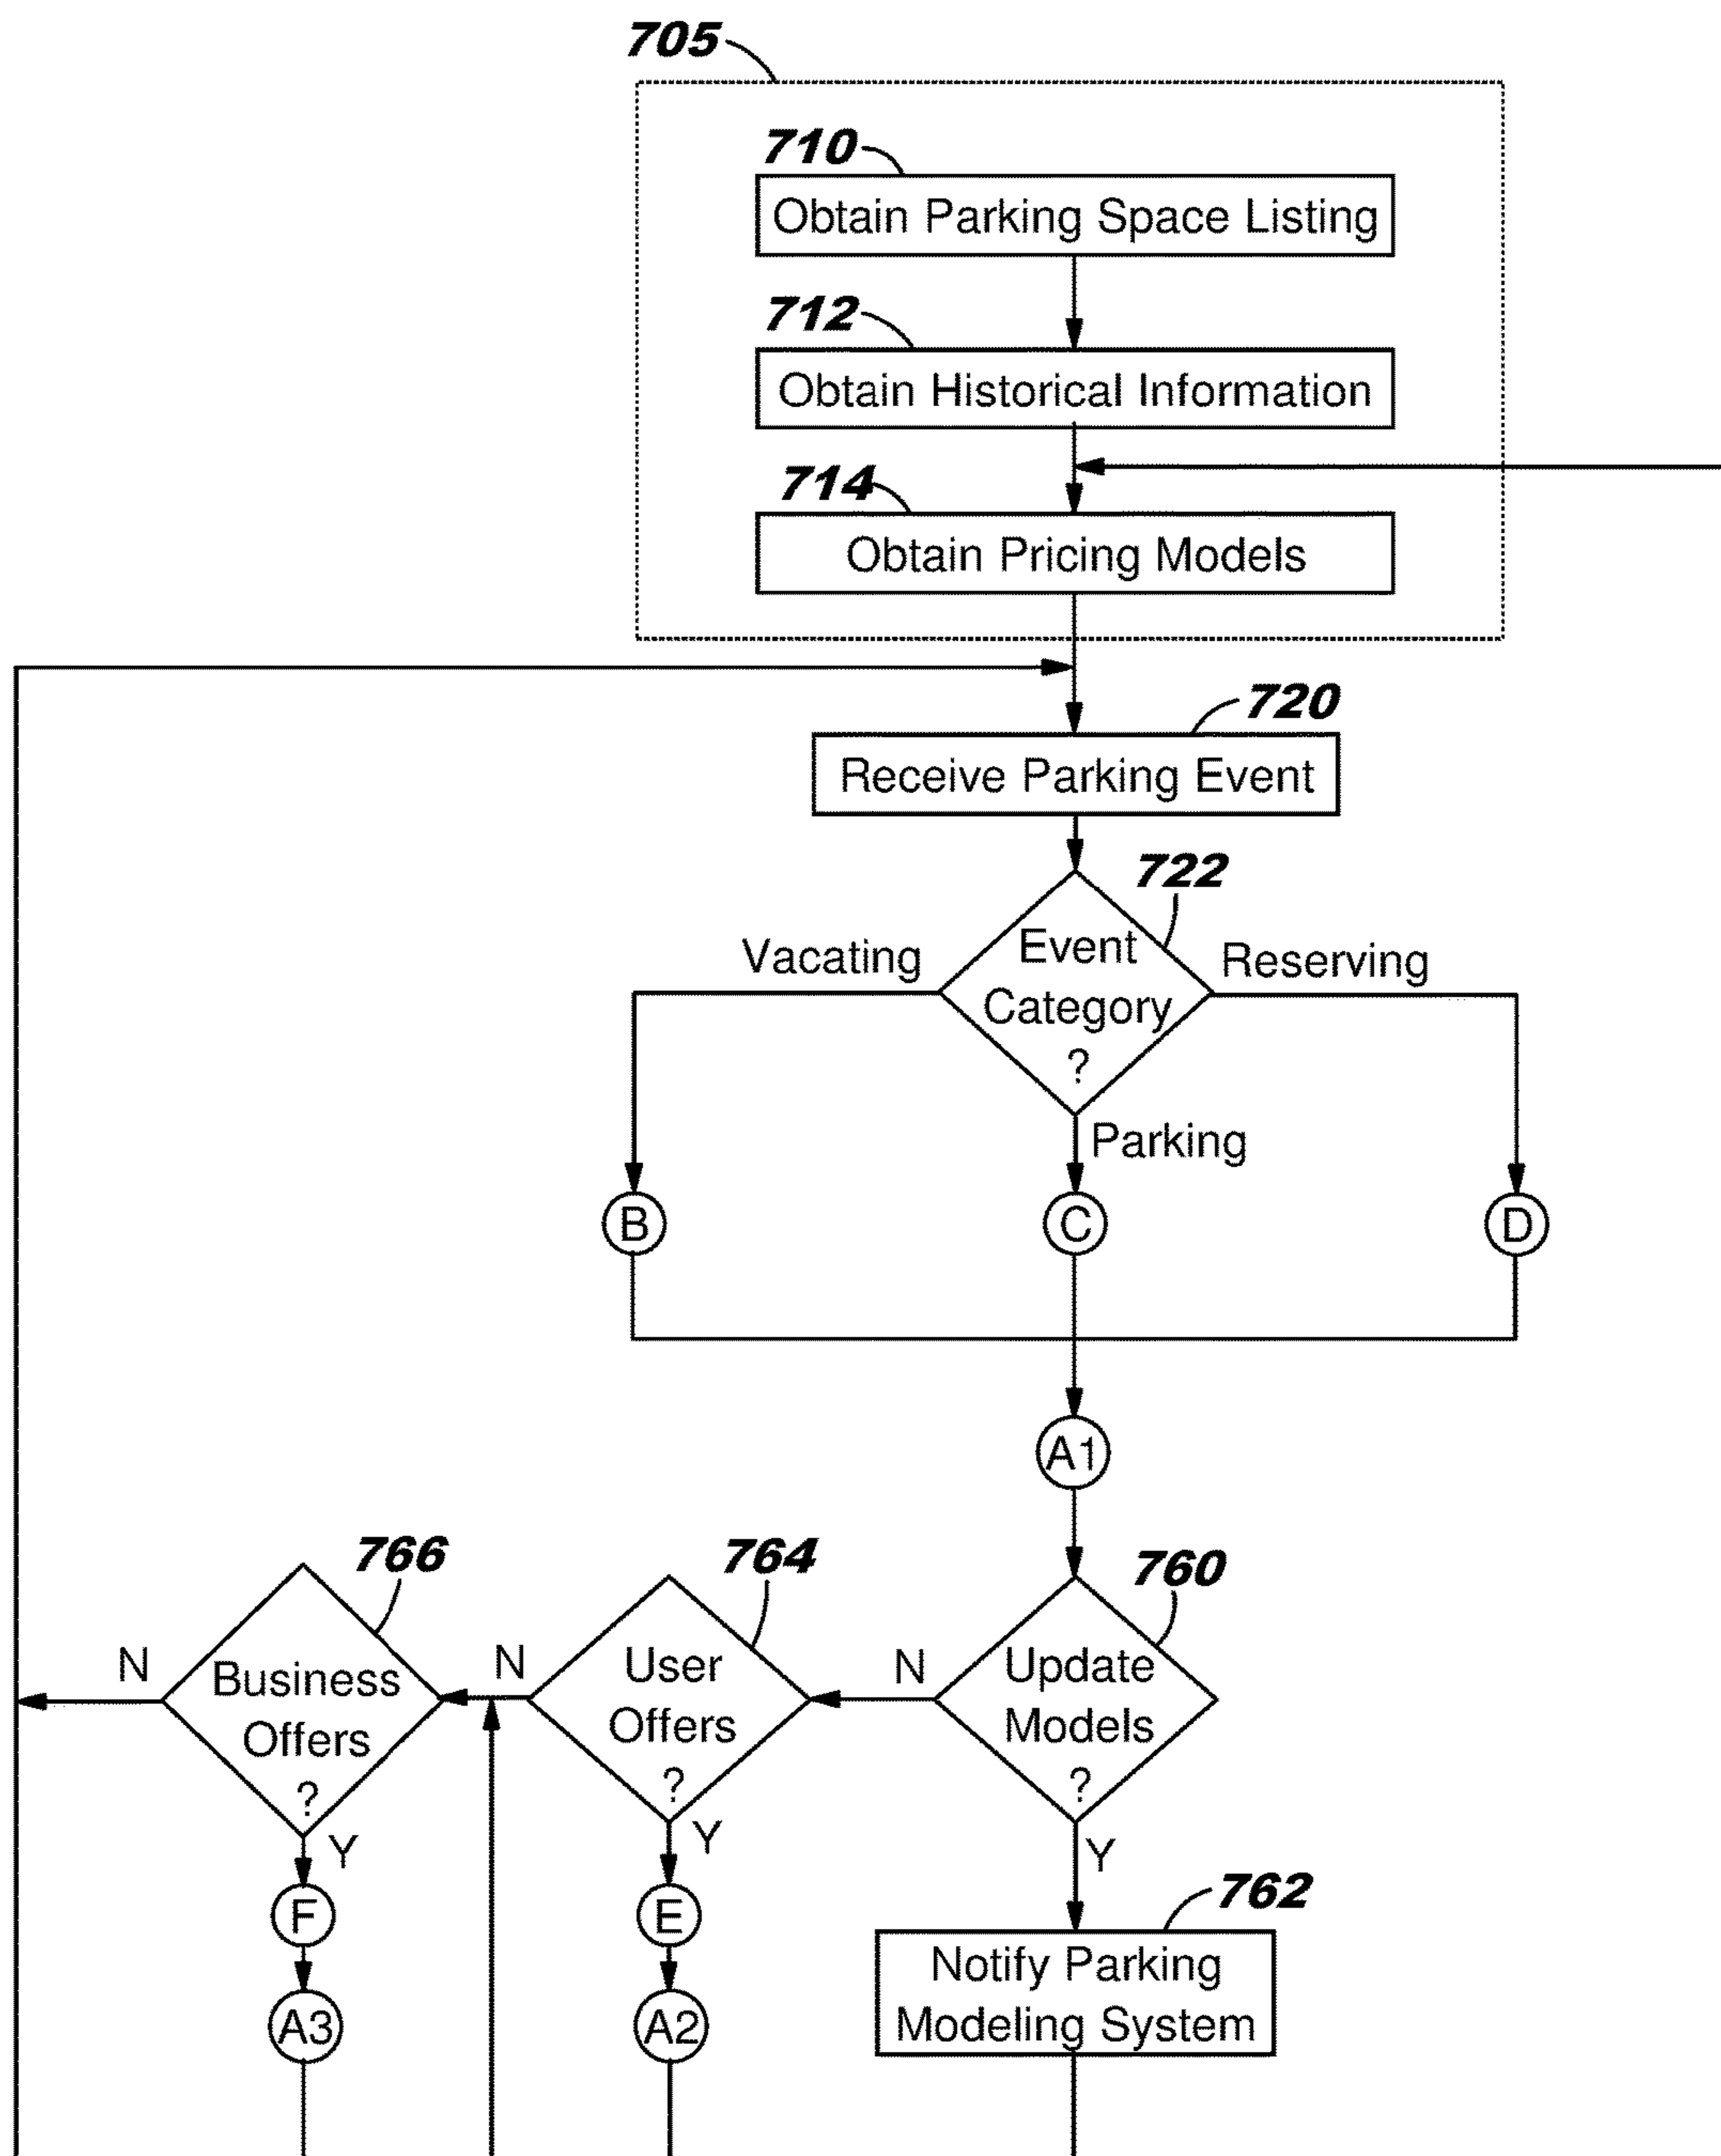 705
710
Obtain Parking Space Listing
712
Obtain Historical Information
714
Obtain Pricing Models
720
Receive Parking Event
722
Vacating
Event
Category
?
Reserving
Parking
B
C
D
A1
766
764
760
N
Business
Offers
?
N
User
Offers
?
N
Update
Models
?
Y
Y
Y
762
F
E
Notify Parking
Modeling System
A3
A2